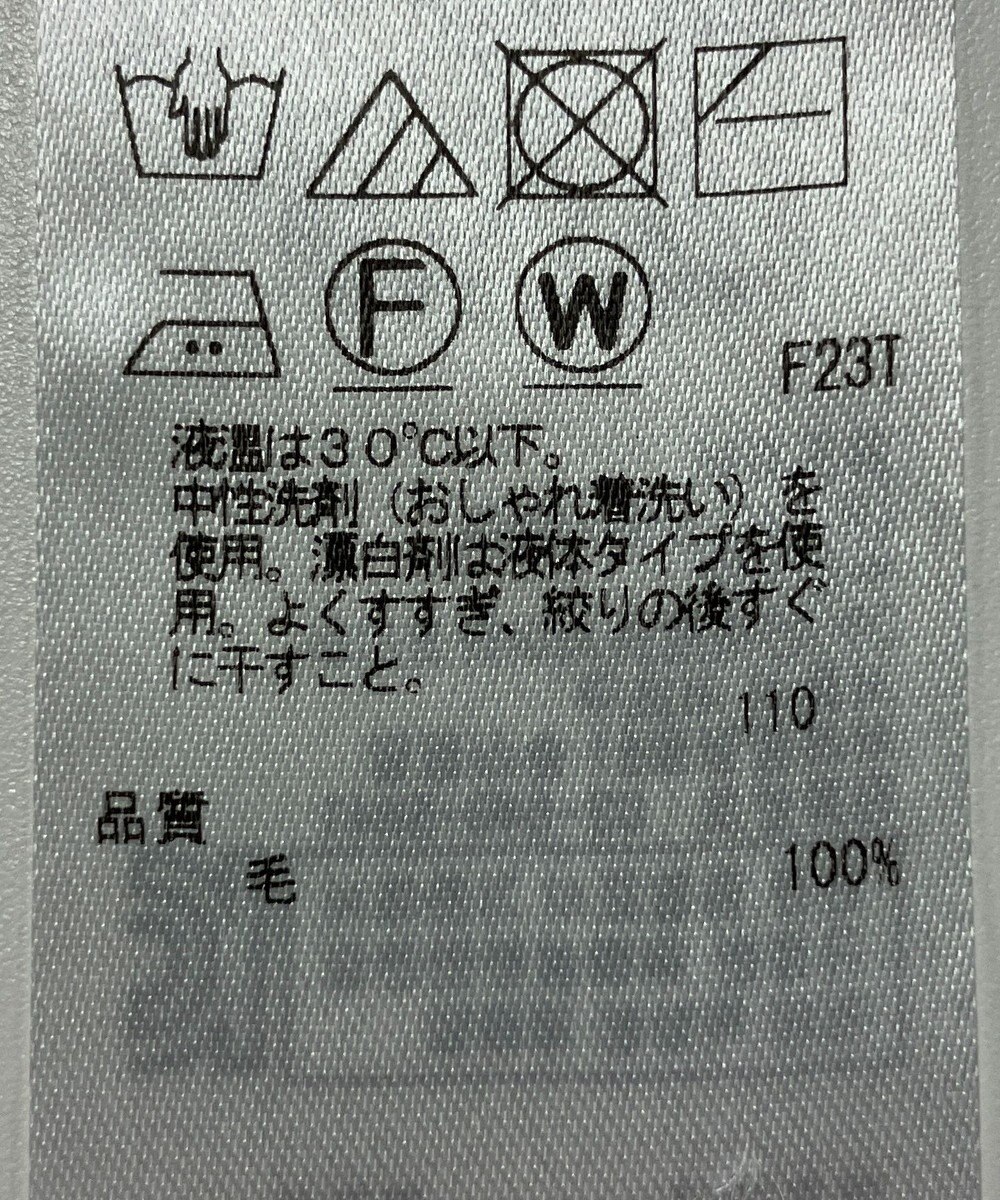 F W
F23T
液温は30℃以下。
中性洗剤（おしゃれ着洗い）を
使用。漂白剤は液体タイプを使
用。よくすすぎ、絞りの後すぐ
に干すこと。
110
品質
毛 100%